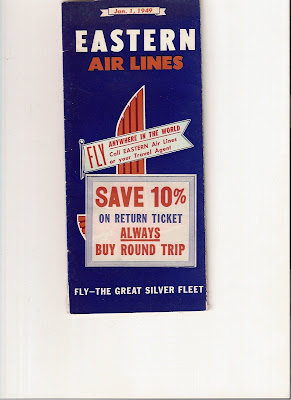 Jan. 1, 1949
EASTERN
AIR LINES
FLY
ANYWHERE IN THE WORLD
Call EASTERN Air Lines
or your Travel Agent
SAVE 10%
ON RETURN TICKET
ALWAYS
BUY ROUND TRIP
FLY—THE GREAT SILVER FLEET